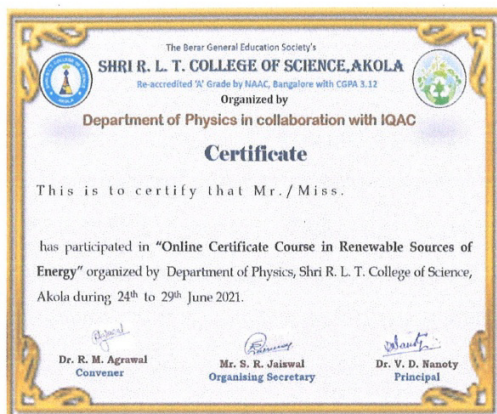 The Berar General Education Society's
SHRI R. L. T. COLLEGE OF SCIENCE,AKOLA
Re-accredited 'A' Grade by NAAC, Bangalore with CGPA 3.12
Organized by
Department of Physics in collaboration with IQAC
Certificate
This is to certify that Mr./Miss.
has participated in “Online Certificate Course in Renewable Sources of
Energy” organized by Department of Physics, Shri R. L. T. College of Science,
Akola during 24th to 29th June 2021.
Dr. R. M. Agrawal
Convener
Mr. S. R. Jaiswal
Organising Secretary
Dr. V. D. Nanoty
Principal